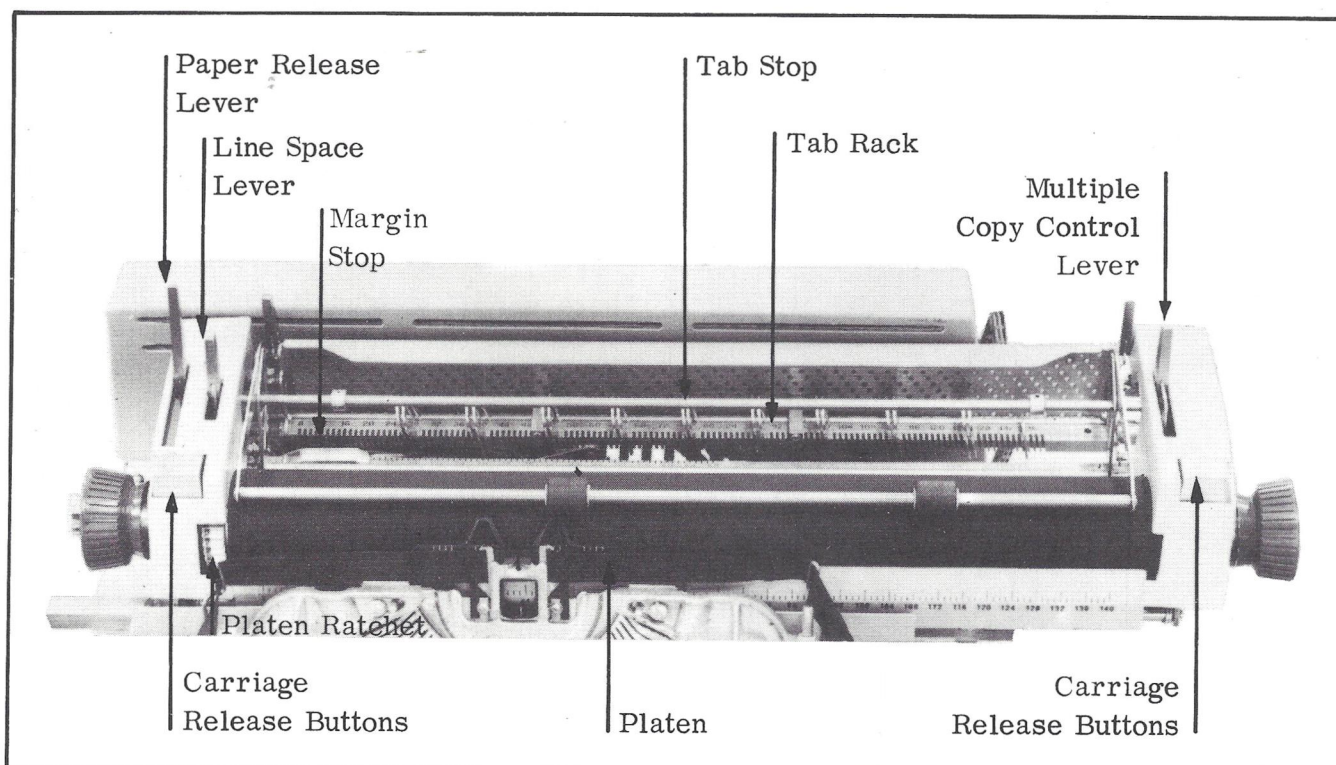 Paper Release
Lever
Line Space
Lever
Margin
Stop
Tab Stop
Tab Rack
Multiple
Copy Control
Lever
Platen Ratchet
Carriage
Release Buttons
Platen
Carriage
Release Buttons